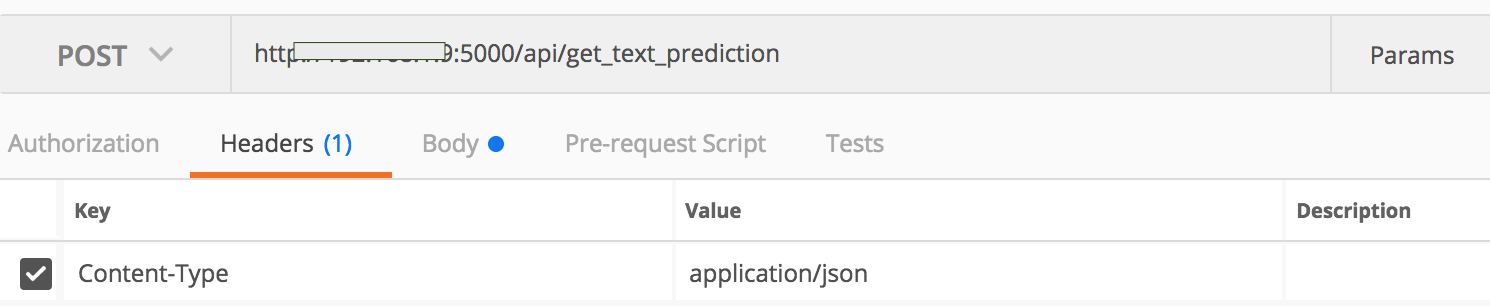 POST http 9:5000/api/get_text_prediction Params
Authorization Headers (1) Body Pre-request Script Tests
Key Value Description
Content-Type application/json